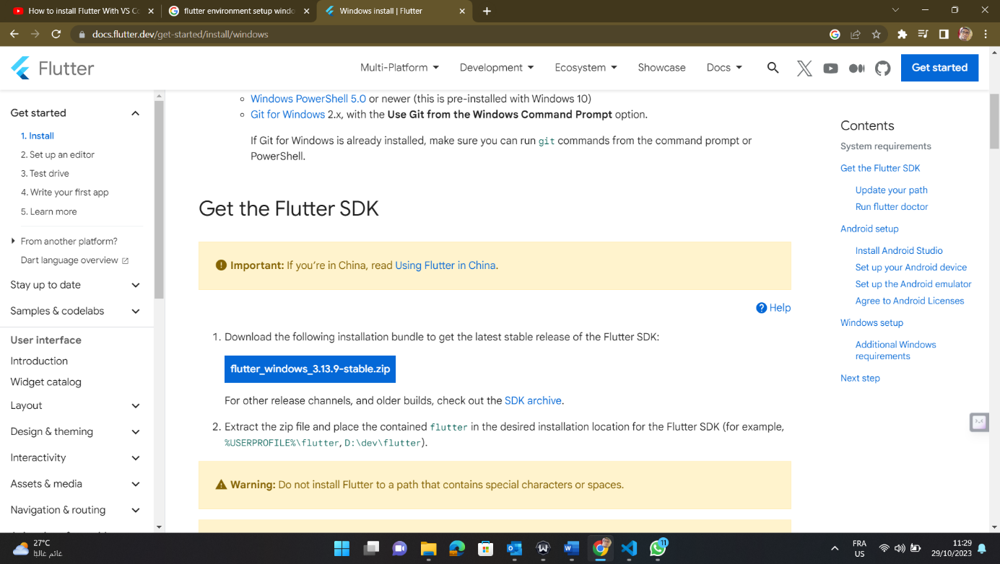 How to install Flutter With VS Co
flutter environment setup windo
Windows install | Flutter
docs.flutter.dev/get-started/install/windows
Flutter
Multi-Platform
Development
Ecosystem
Showcase
Docs
Get started
Get started
1. Install
2. Set up an editor
3. Test drive
4. Write your first app
5. Learn more
From another platform?
Dart language overview
Stay up to date
Samples & codelabs
User interface
Introduction
Widget catalog
Layout
Design & theming
Interactivity
Assets & media
Navigation & routing
Windows PowerShell 5.0 or newer (this is pre-installed with Windows 10)
Git for Windows 2.x, with the Use Git from the Windows Command Prompt option.
If Git for Windows is already installed, make sure you can run git commands from the command prompt or
PowerShell.
Get the Flutter SDK
Important: If you’re in China, read Using Flutter in China.
Help
1. Download the following installation bundle to get the latest stable release of the Flutter SDK:
flutter_windows_3.13.9-stable.zip
For other release channels, and older builds, check out the SDK archive.
2. Extract the zip file and place the contained flutter in the desired installation location for the Flutter SDK (for example,
%USERPROFILE%\flutter, D:\dev\flutter).
Warning: Do not install Flutter to a path that contains special characters or spaces.
Contents
System requirements
Get the Flutter SDK
Update your path
Run flutter doctor
Android setup
Install Android Studio
Set up your Android device
Set up the Android emulator
Agree to Android Licenses
Windows setup
Additional Windows
requirements
Next step
27°C
غائم غالبًا
11
FRA
US
11:29
29/10/2023